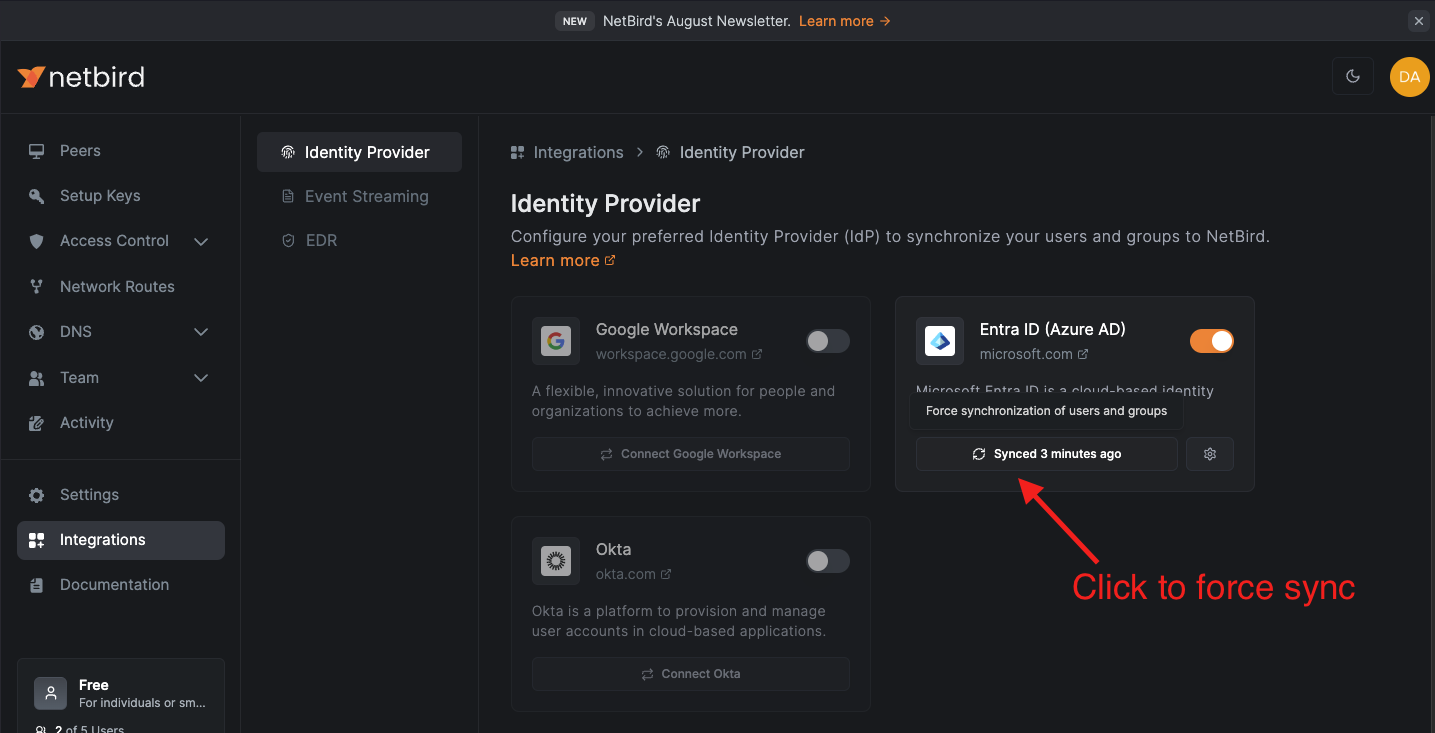 NEW NetBird's August Newsletter. Learn more →
netbird
DA
Peers
Setup Keys
Access Control
Network Routes
DNS
Team
Activity
Settings
Integrations
Documentation
Free
For individuals or sm...
2 of 5 Users
Identity Provider
Event Streaming
EDR
Integrations > Identity Provider
Identity Provider
Configure your preferred Identity Provider (IdP) to synchronize your users and groups to NetBird.
Learn more
Google Workspace
workspace.google.com
A flexible, innovative solution for people and
organizations to achieve more.
Connect Google Workspace
Entra ID (Azure AD)
microsoft.com
Microsoft Entra ID is a cloud-based identity
Force synchronization of users and groups
Synced 3 minutes ago
Click to force sync
Okta
okta.com
Okta is a platform to provision and manage
user accounts in cloud-based applications.
Connect Okta